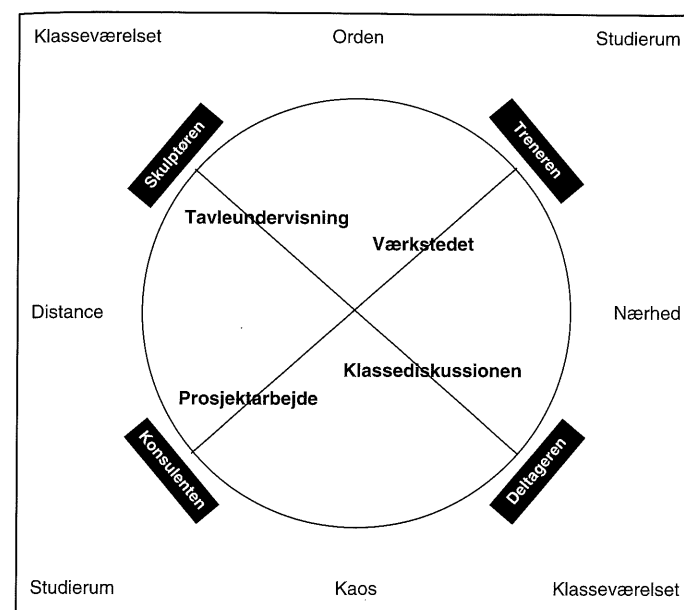 Klasseværelset
Orden
Studierum
Skulptøren
Treneren
Tavleundervisning
Værkstedet
Distance
Nærhed
Klassediskussionen
Prosjektarbejde
Konsulenten
Deltageren
Studierum
Kaos
Klasseværelset